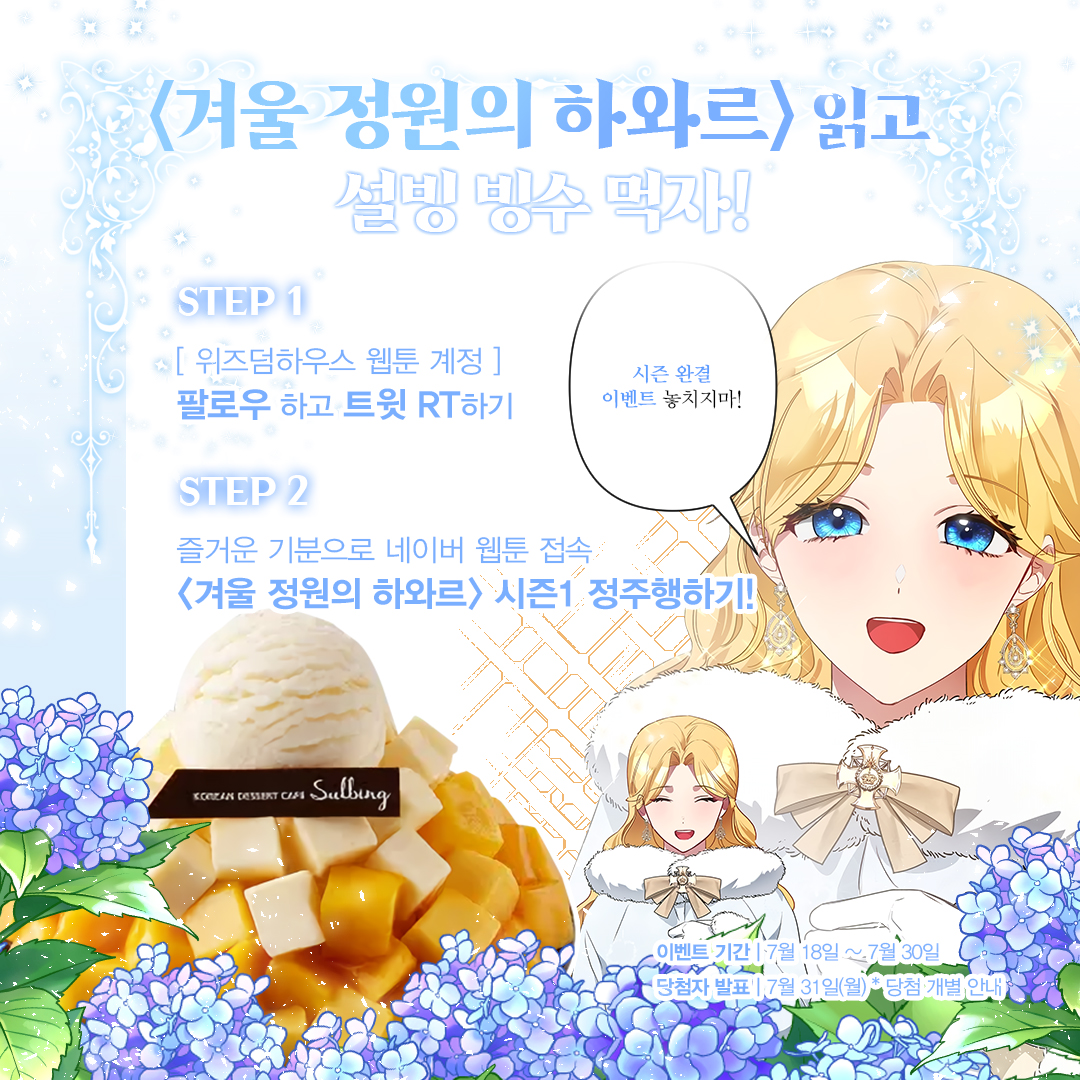 <겨울 정원의 하와르> 읽고
설빙 빙수 먹자!
STEP 1
[ 위즈덤하우스 웹툰 계정 ]
팔로우 하고 트윗 RT하기
시즌 완결
이벤트 놓치지마!
STEP 2
즐거운 기분으로 네이버 웹툰 접속
<겨울 정원의 하와르> 시즌1 정주행하기!
KOREAN DESSERT CAFE Sulbing
이벤트 기간 | 7월 18일 ~ 7월 30일
당첨자 발표 | 7월 31일(월) * 당첨 개별 안내